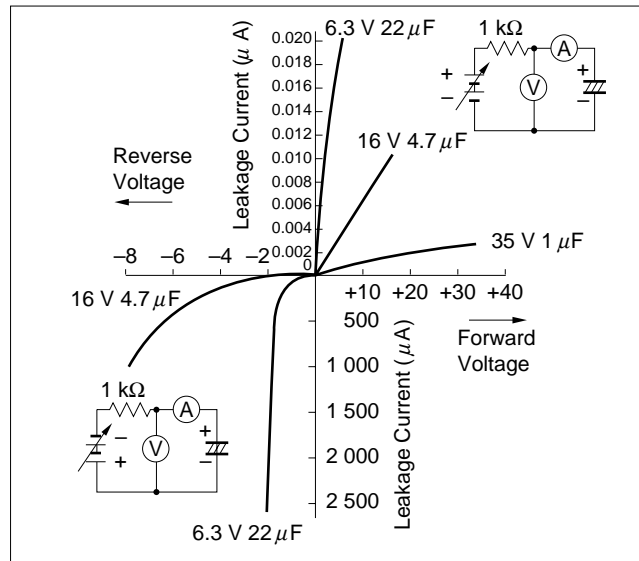 6.3 V 22 µF
0.020
0.018
0.016
0.014
0.012
0.010
0.008
0.006
0.004
0.002
0
Leakage Current (µ A)
1 kΩ
A
V
+
−
+
−
16 V 4.7 µF
35 V 1 µF
Reverse
Voltage
−8
−6
−4
−2
+10
+20
+30
+40
Forward
Voltage
16 V 4.7 µF
500
1 000
1 500
2 000
2 500
Leakage Current (µA)
1 kΩ
A
V
−
+
+
−
6.3 V 22 µF